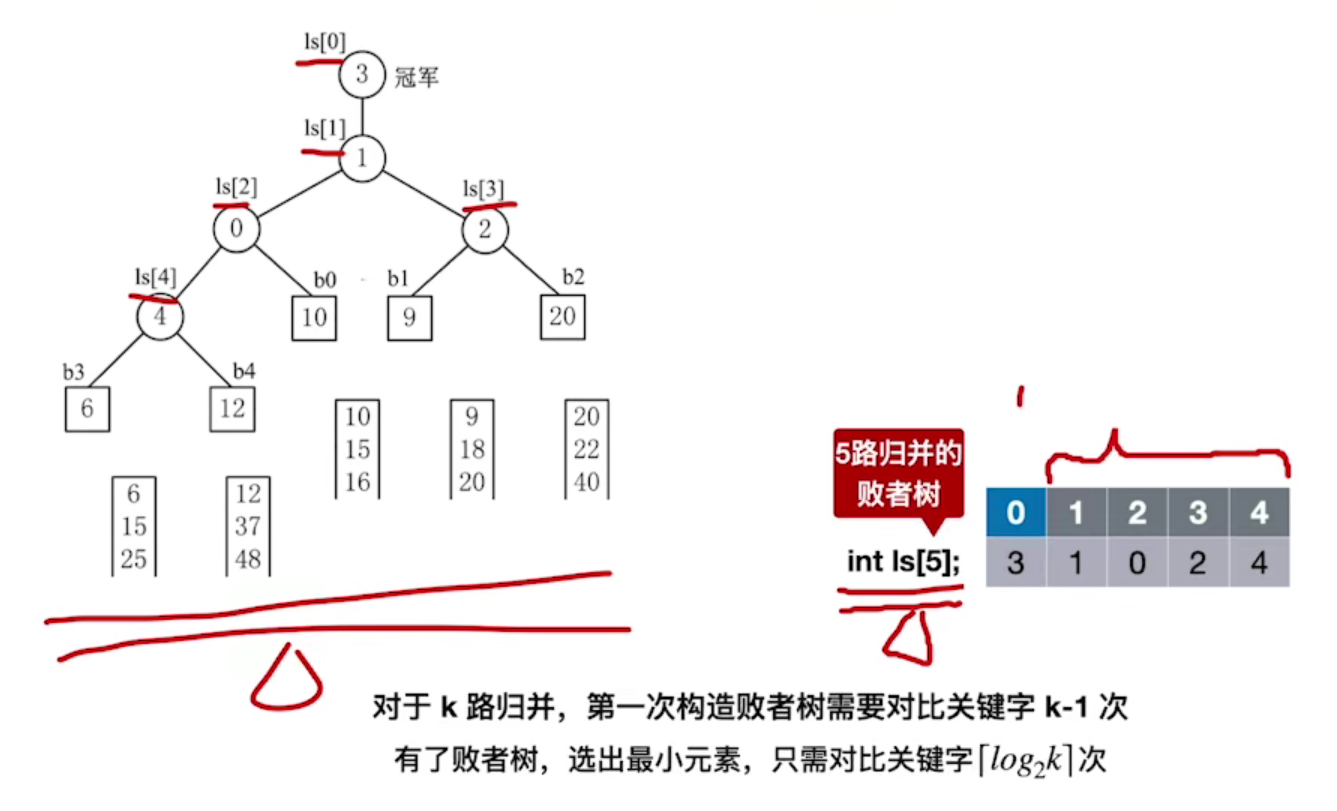 ls[0]
3 冠军
ls[1]
1
ls[2]
ls[3]
0
2
ls[4]
b0
b1
b2
4
10
9
20
b3
b4
6
12
10
9
20
15
18
22
16
20
40
6
12
15
37
25
48
5路归并的
败者树
int ls[5];
0 1 2 3 4
3 1 0 2 4
对于 k 路归并，第一次构造败者树需要对比关键字 k-1 次
有了败者树，选出最小元素，只需对比关键字⌈log₂k⌉次